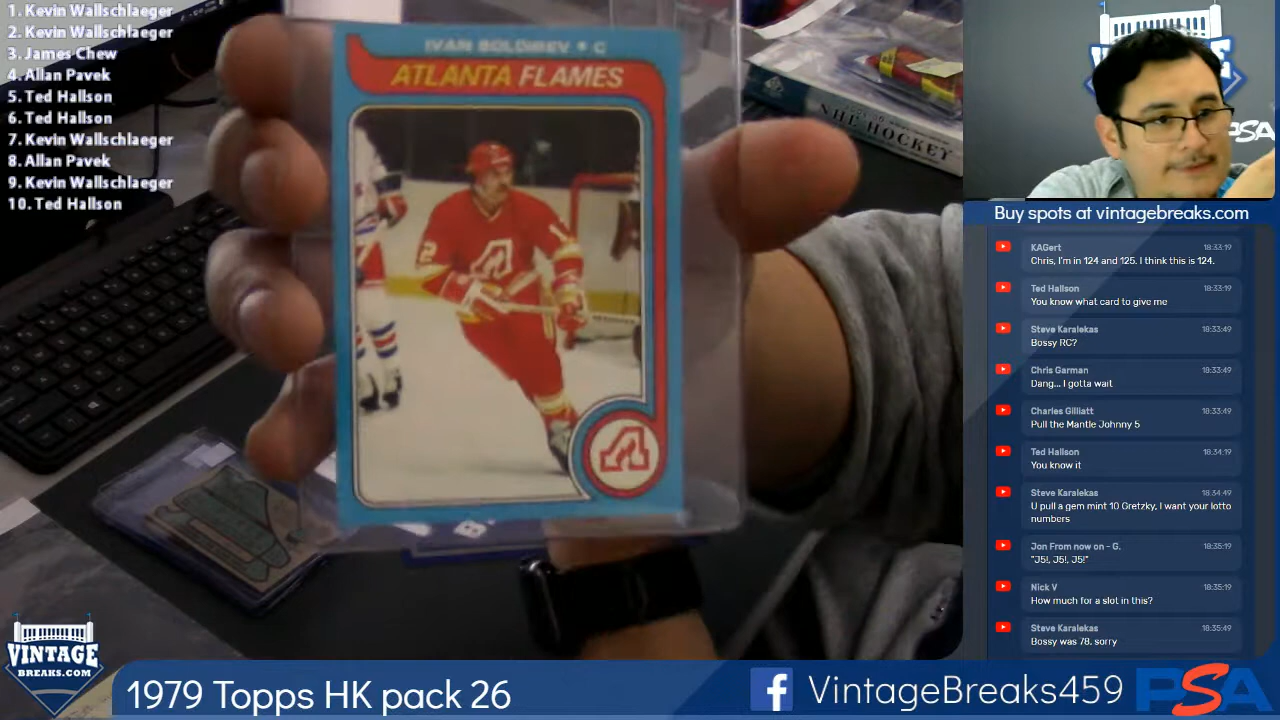 1. Kevin Wallschlaeger
2. Kevin Wallschlaeger
3. James Chew
4. Allan Pavek
5. Ted Hallson
6. Ted Hallson
7. Kevin Wallschlaeger
8. Allan Pavek
9. Kevin Wallschlaeger
10. Ted Hallson
IVAN BOLDIREV • C
ATLANTA FLAMES
12
12
A
A
NHL HOCKEY
PSA
Buy spots at vintagebreaks.com
KAGert 18:33:19
Chris, I'm in 124 and 125. I think this is 124.
Ted Hallson 18:33:19
You know what card to give me
Steve Karalekas 18:33:49
Bossy RC?
Chris Garman 18:33:49
Dang... I gotta wait
Charles Gilliatt 18:33:49
Pull the Mantle Johnny 5
Ted Hallson 18:34:19
You know it
Steve Karalekas 18:34:49
U pull a gem mint 10 Gretzky, I want your lotto
numbers
Jon From now on - G. 18:35:19
"J5!, J5!, J5!"
Nick V 18:35:19
How much for a slot in this?
Steve Karalekas 18:35:49
Bossy was 78, sorry
VINTAGE
BREAKS.COM
1979 Topps HK pack 26
f VintageBreaks459
PSA